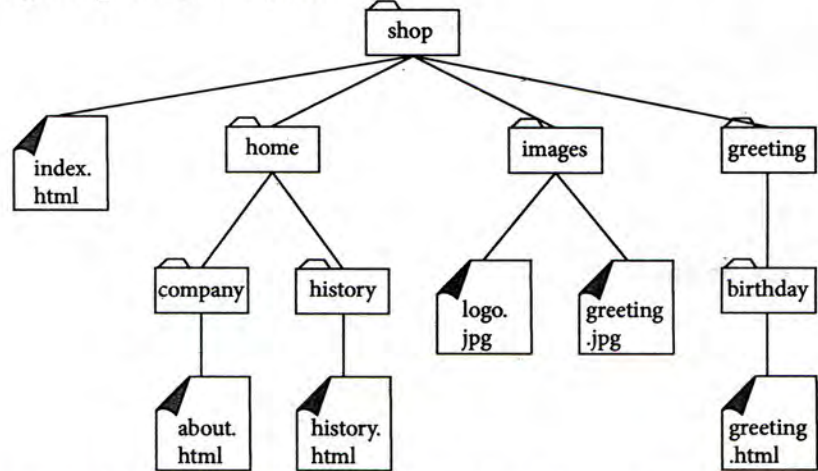 shop
index.
html
home
images
greeting
company
history
logo.
jpg
greeting
.jpg
birthday
about.
html
history.
html
greeting
.html